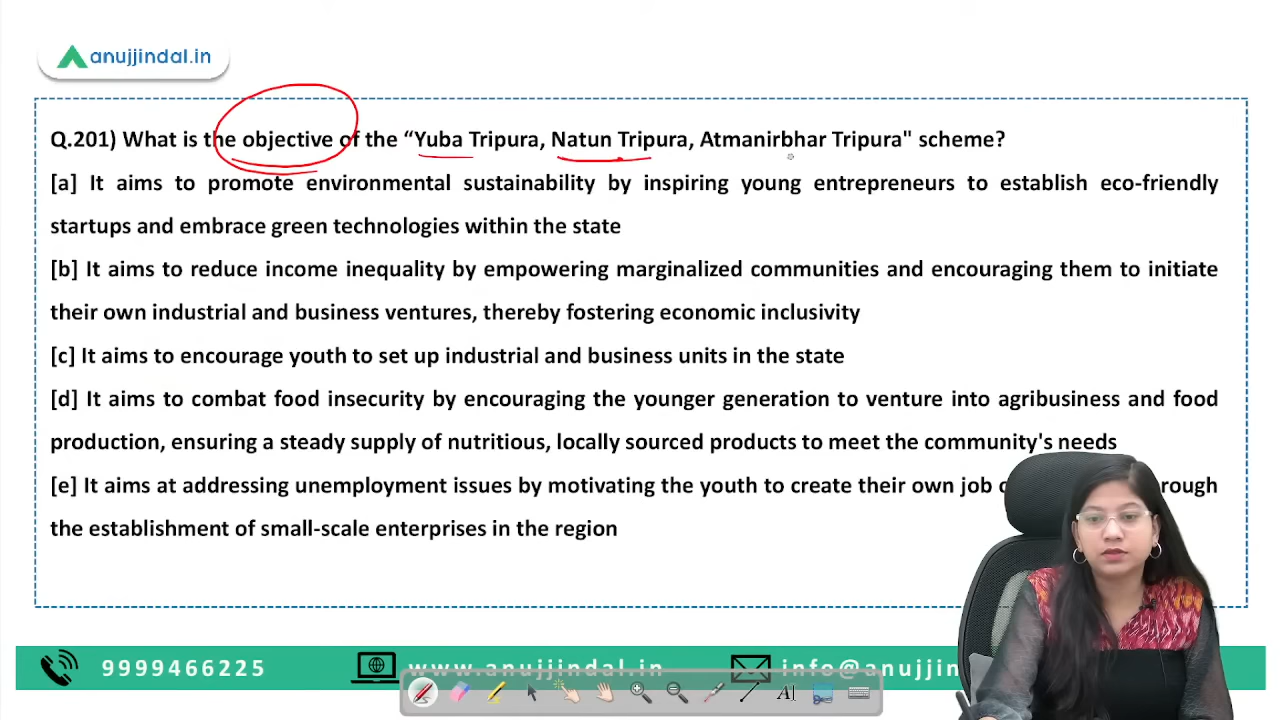 anujjindal.in
Q.201) What is the objective of the “Yuba Tripura, Natun Tripura, Atmanirbhar Tripura" scheme?
[a] It aims to promote environmental sustainability by inspiring young entrepreneurs to establish eco-friendly
startups and embrace green technologies within the state
[b] It aims to reduce income inequality by empowering marginalized communities and encouraging them to initiate
their own industrial and business ventures, thereby fostering economic inclusivity
[c] It aims to encourage youth to set up industrial and business units in the state
[d] It aims to combat food insecurity by encouraging the younger generation to venture into agribusiness and food
production, ensuring a steady supply of nutritious, locally sourced products to meet the community's needs
[e] It aims at addressing unemployment issues by motivating the youth to create their own job
the establishment of small-scale enterprises in the region
9999466225 www.anujjindal.in info@anujjin